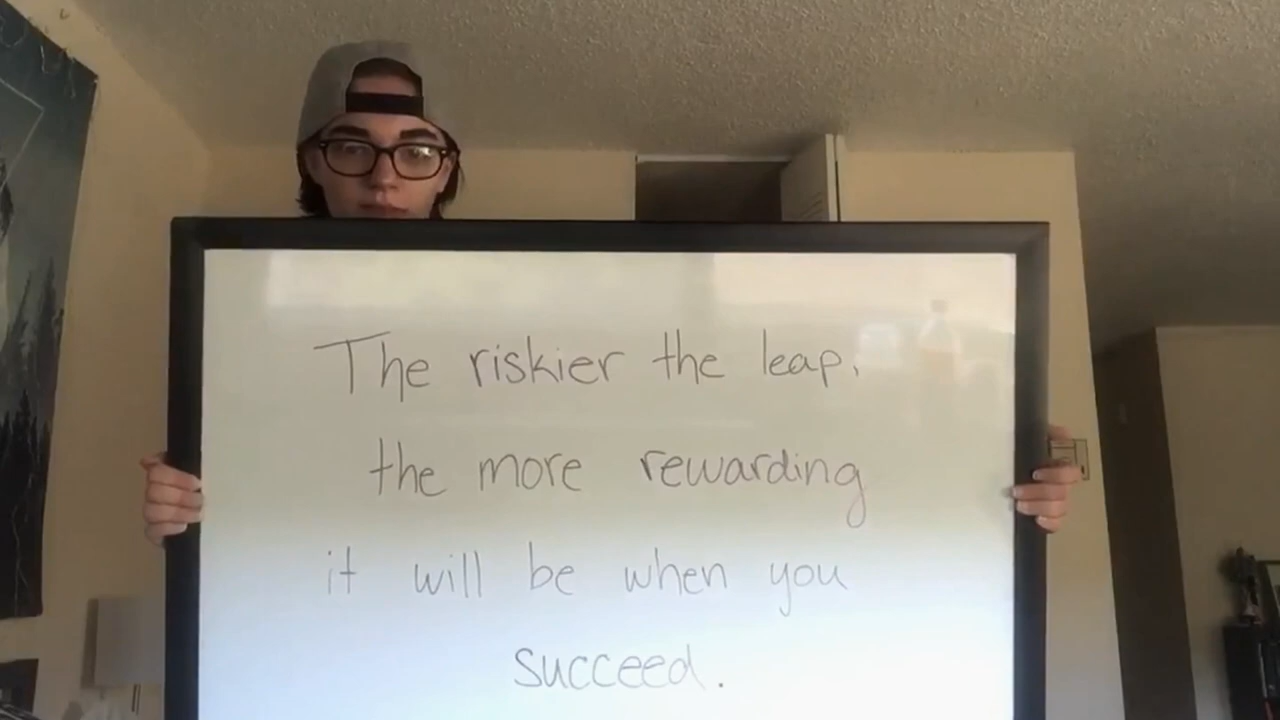 The riskier the leap,
the more rewarding
it will be when you
succeed.